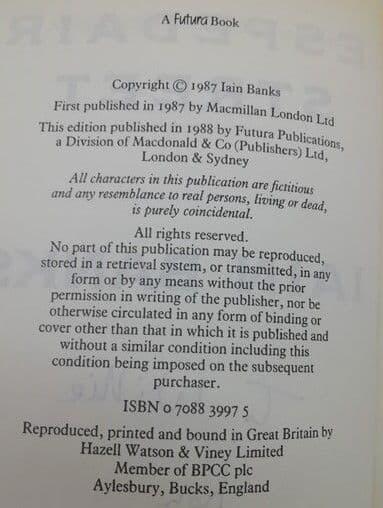 A Futura Book
Copyright © 1987 Iain Banks
First published in 1987 by Macmillan London Ltd
This edition published in 1988 by Futura Publications,
a Division of Macdonald & Co (Publishers) Ltd,
London & Sydney
All characters in this publication are fictitious
and any resemblance to real persons, living or dead,
is purely coincidental.
All rights reserved.
No part of this publication may be reproduced,
stored in a retrieval system, or transmitted, in any
form or by any means without the prior
permission in writing of the publisher, nor be
otherwise circulated in any form of binding or
cover other than that in which it is published and
without a similar condition including this
condition being imposed on the subsequent
purchaser.
ISBN 0 7088 3997 5
Reproduced, printed and bound in Great Britain by
Hazell Watson & Viney Limited
Member of BPCC plc
Aylesbury, Bucks, England